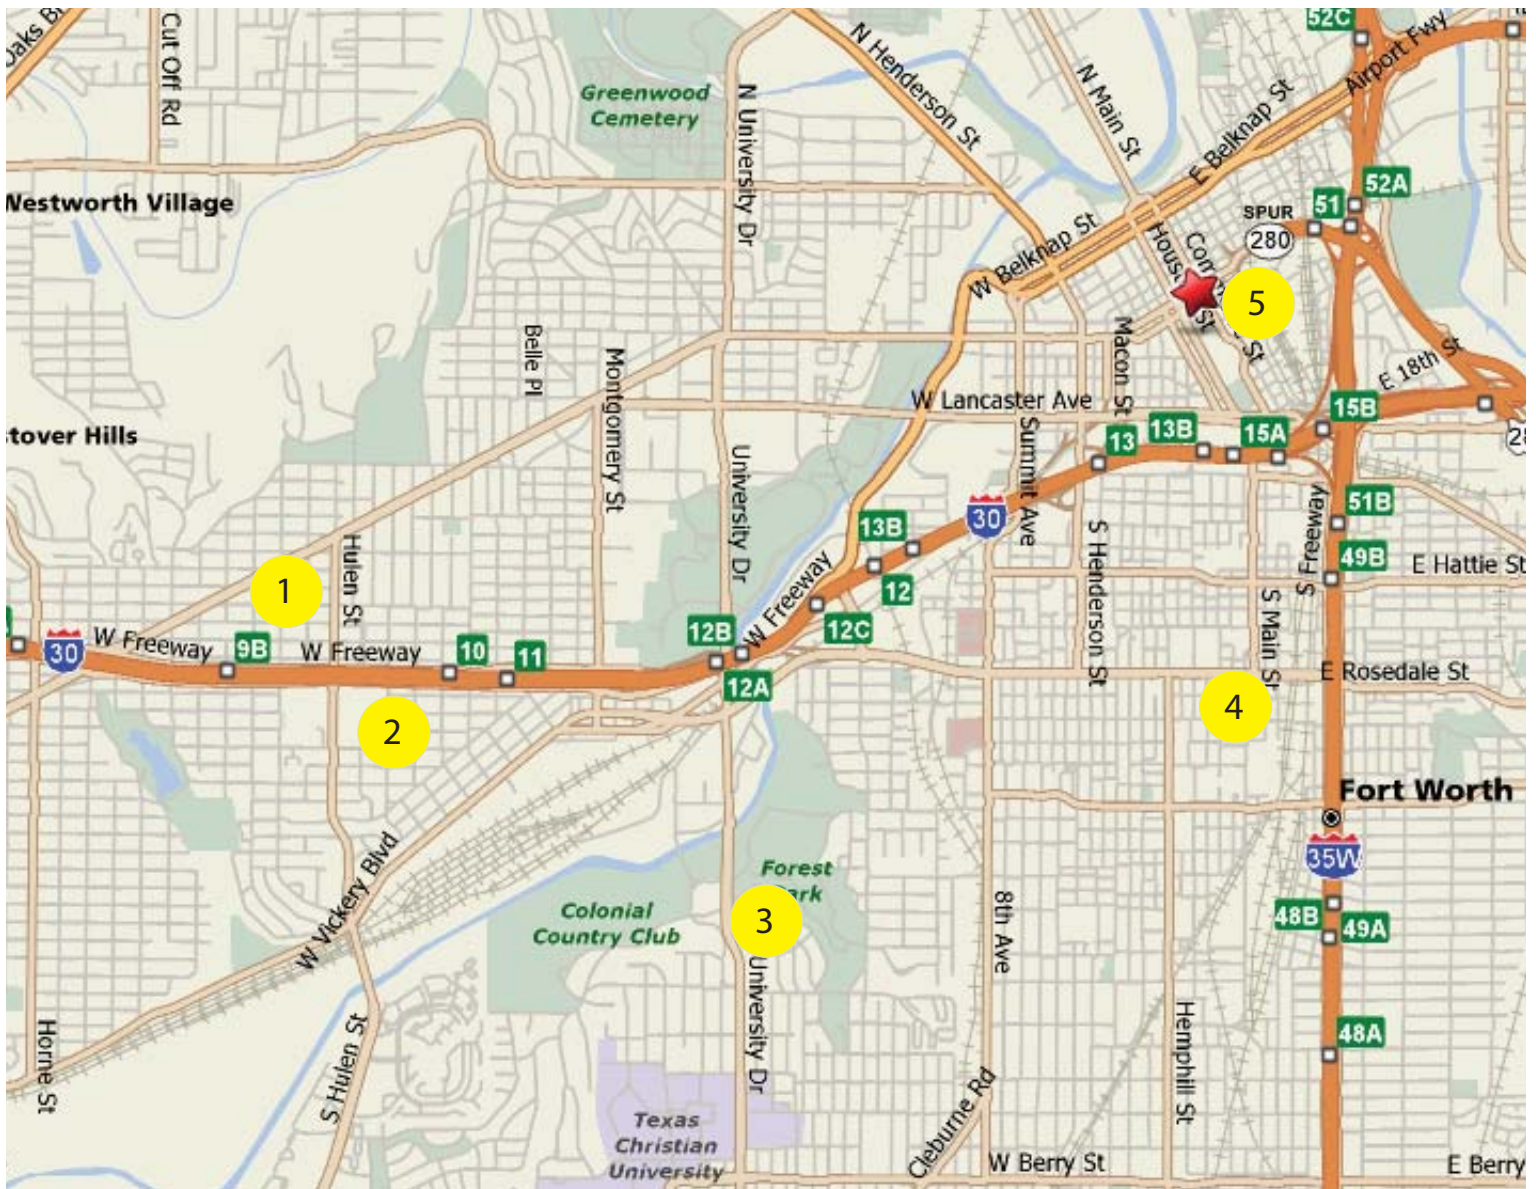 52C
Oaks
Cut Off Rd
N Henderson St
Airport Fwy
Greenwood
Cemetery
N University Dr
N Main St
E Belknap St
52A
Westworth Village
51
SPUR
280
W Belknap St
5
Belle Pl
Montgomery St
Macon St
E 18th St
W Lancaster Ave
15B
tover Hills
13
13B
15A
University Dr
Summit Ave
51B
30
S Freeway
13B
S Henderson St
49B
E Hattie St
Hulen St
1
W Freeway
12
S Main St
12B
12C
30
W Freeway
9B
W Freeway
10
11
E Rosedale St
12A
4
2
Fort Worth
35W
W Vickery Blvd
Forest
3
Colonial
Country Club
8th Ave
48B
49A
University Dr
Hemphill St
48A
Horne St
S Hulen St
Cleburne Rd
Texas
Christian
University
W Berry St
E Berry